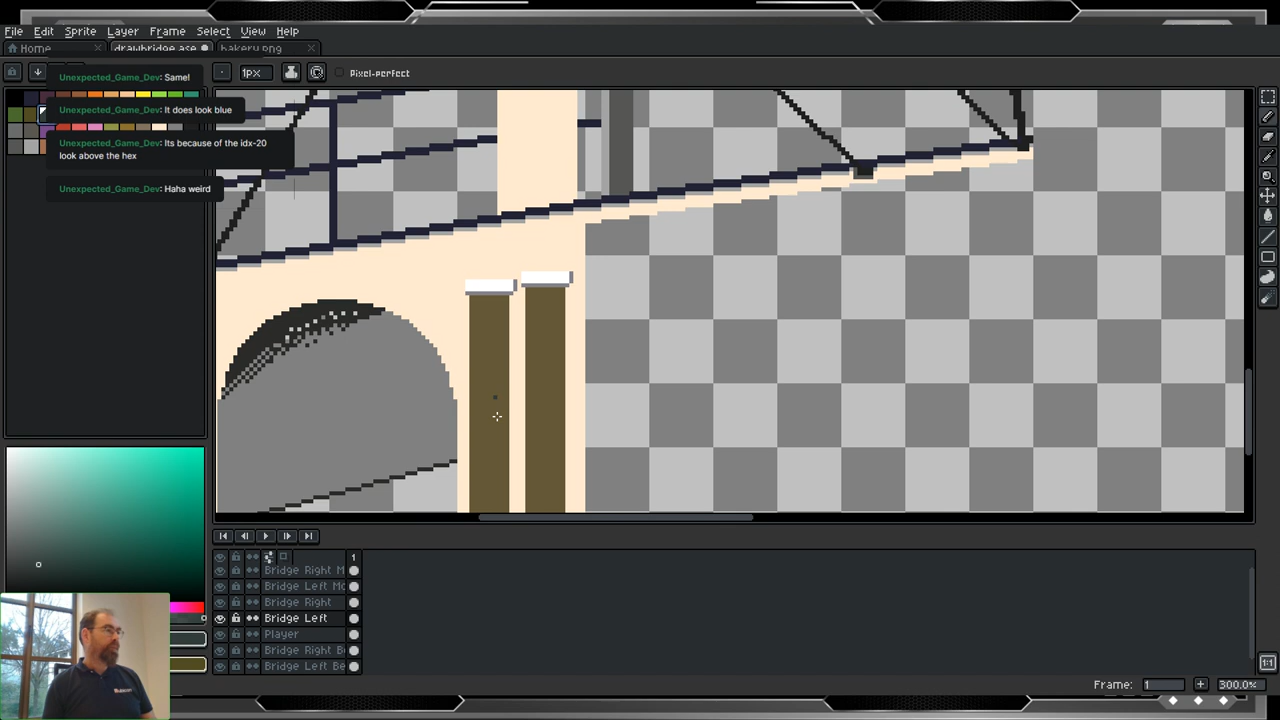 File Edit Sprite Layer Frame Select View Help
Home drawbridge.ase bakery.png
1px Pixel-perfect
Unexpected_Game_Dev: Same!
Unexpected_Game_Dev: It does look blue
Unexpected_Game_Dev: Its because of the idx-20
look above the hex
Unexpected_Game_Dev: Haha weird
1
Bridge Right M
Bridge Left Mo
Bridge Right
Bridge Left
Player
Bridge Right B
Bridge Left Be
1:1
Frame: 1 + 300.0%